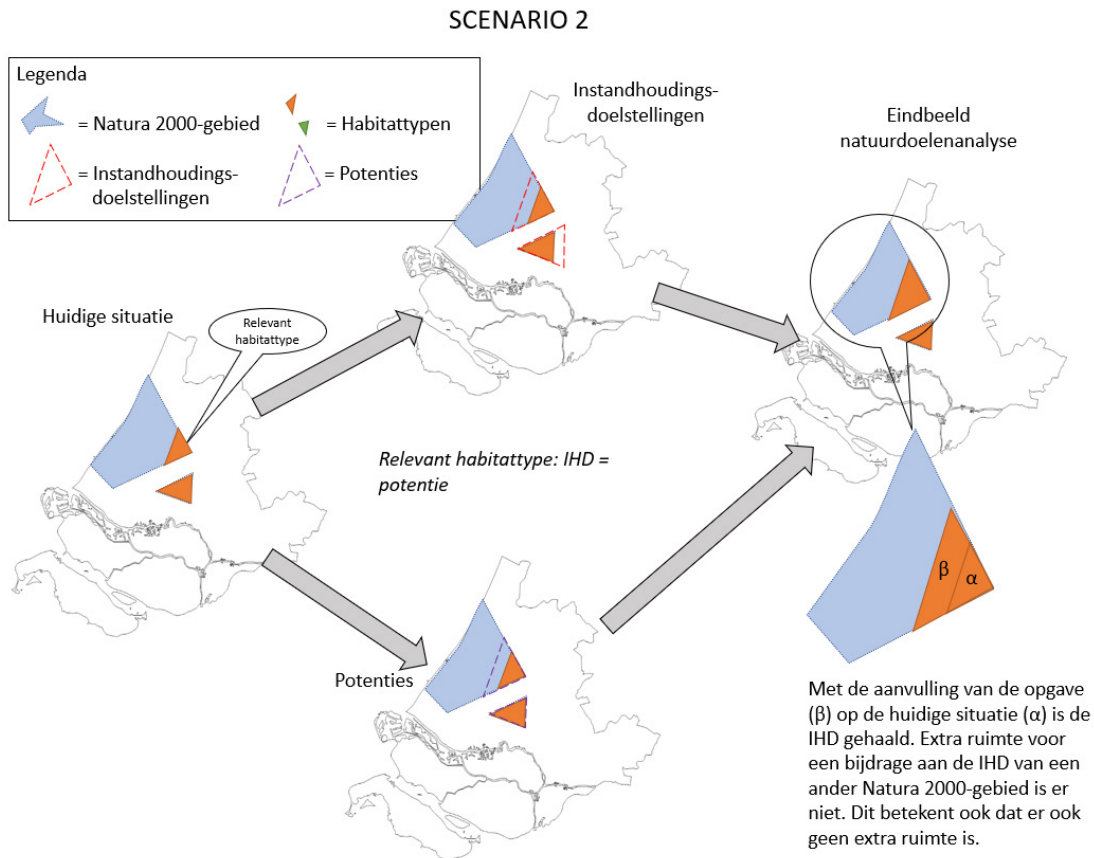 SCENARIO 2
Legenda
= Natura 2000-gebied
= Habitattypen
= Instandhoudings-
doelstellingen
= Potenties
Instandhoudings-
doelstellingen
Eindbeeld
natuurdoelenanalyse
Huidige situatie
Relevant
habitattype
Relevant habitattype: IHD =
potentie
Potenties
β
α
Met de aanvulling van de opgave
(β) op de huidige situatie (α) is de
IHD gehaald. Extra ruimte voor
een bijdrage aan de IHD van een
ander Natura 2000-gebied is er
niet. Dit betekent ook dat er ook
geen extra ruimte is.